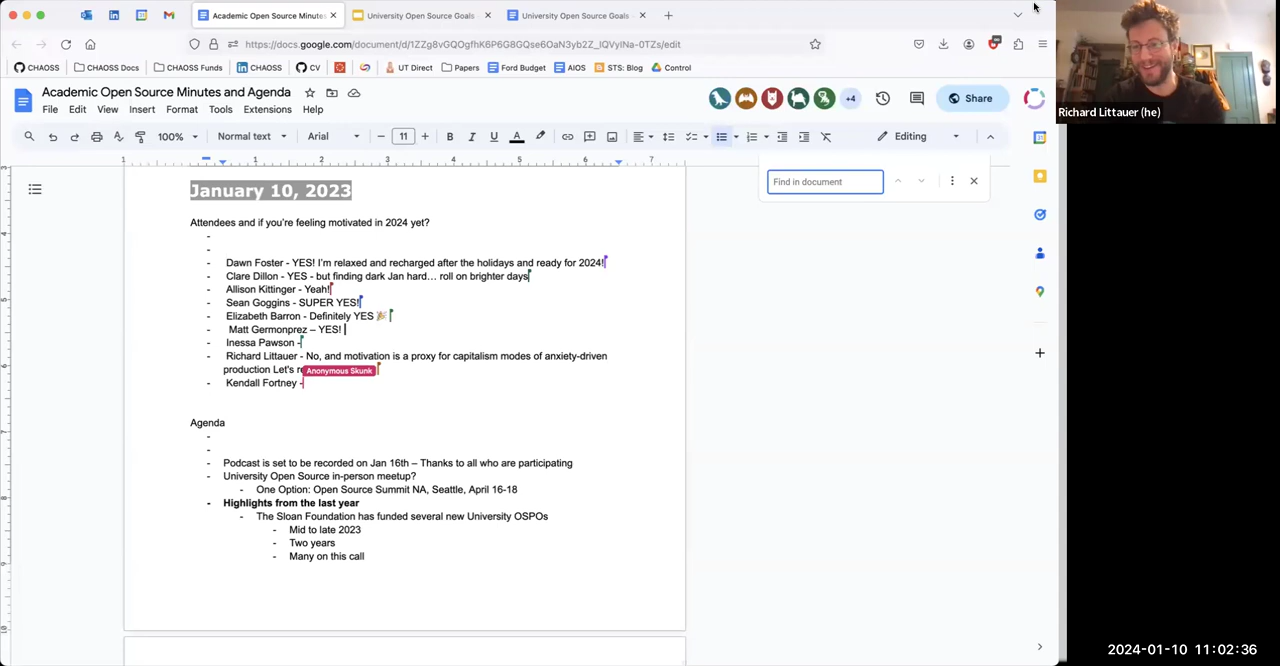 Academic Open Source Minutes
University Open Source Goals
University Open Source Goals
https://docs.google.com/document/d/1ZZg8vGQOgfhK6P6G8GQse6OaN3yb2Z_IQVyINa-0TZs/edit
CHAOSS
CHAOSS Docs
CHAOSS Funds
CHAOSS
CV
UT Direct
Papers
Ford Budget
AIOS
STS: Blog
Control
Richard Littauer (he)
Academic Open Source Minutes and Agenda
+4
Share
File Edit View Insert Format Tools Extensions Help
100% Normal text Arial 11 B I U A Editing
1 1 2 3 4 5 6 7
Find in document
January 10, 2023
Attendees and if you're feeling motivated in 2024 yet?
-
-
- Dawn Foster - YES! I'm relaxed and recharged after the holidays and ready for 2024!
- Clare Dillon - YES - but finding dark Jan hard... roll on brighter days
- Allison Kittinger - Yeah!
- Sean Goggins - SUPER YES!
- Elizabeth Barron - Definitely YES 🎉
- Matt Germonprez – YES!
- Inessa Pawson -
- Richard Littauer - No, and motivation is a proxy for capitalism modes of anxiety-driven
production Let's
Anonymous Skunk
- Kendall Fortney -
Agenda
-
-
- Podcast is set to be recorded on Jan 16th – Thanks to all who are participating
- University Open Source in-person meetup?
- One Option: Open Source Summit NA, Seattle, April 16-18
- Highlights from the last year
- The Sloan Foundation has funded several new University OSPOs
- Mid to late 2023
- Two years
- Many on this call
2024-01-10 11:02:36